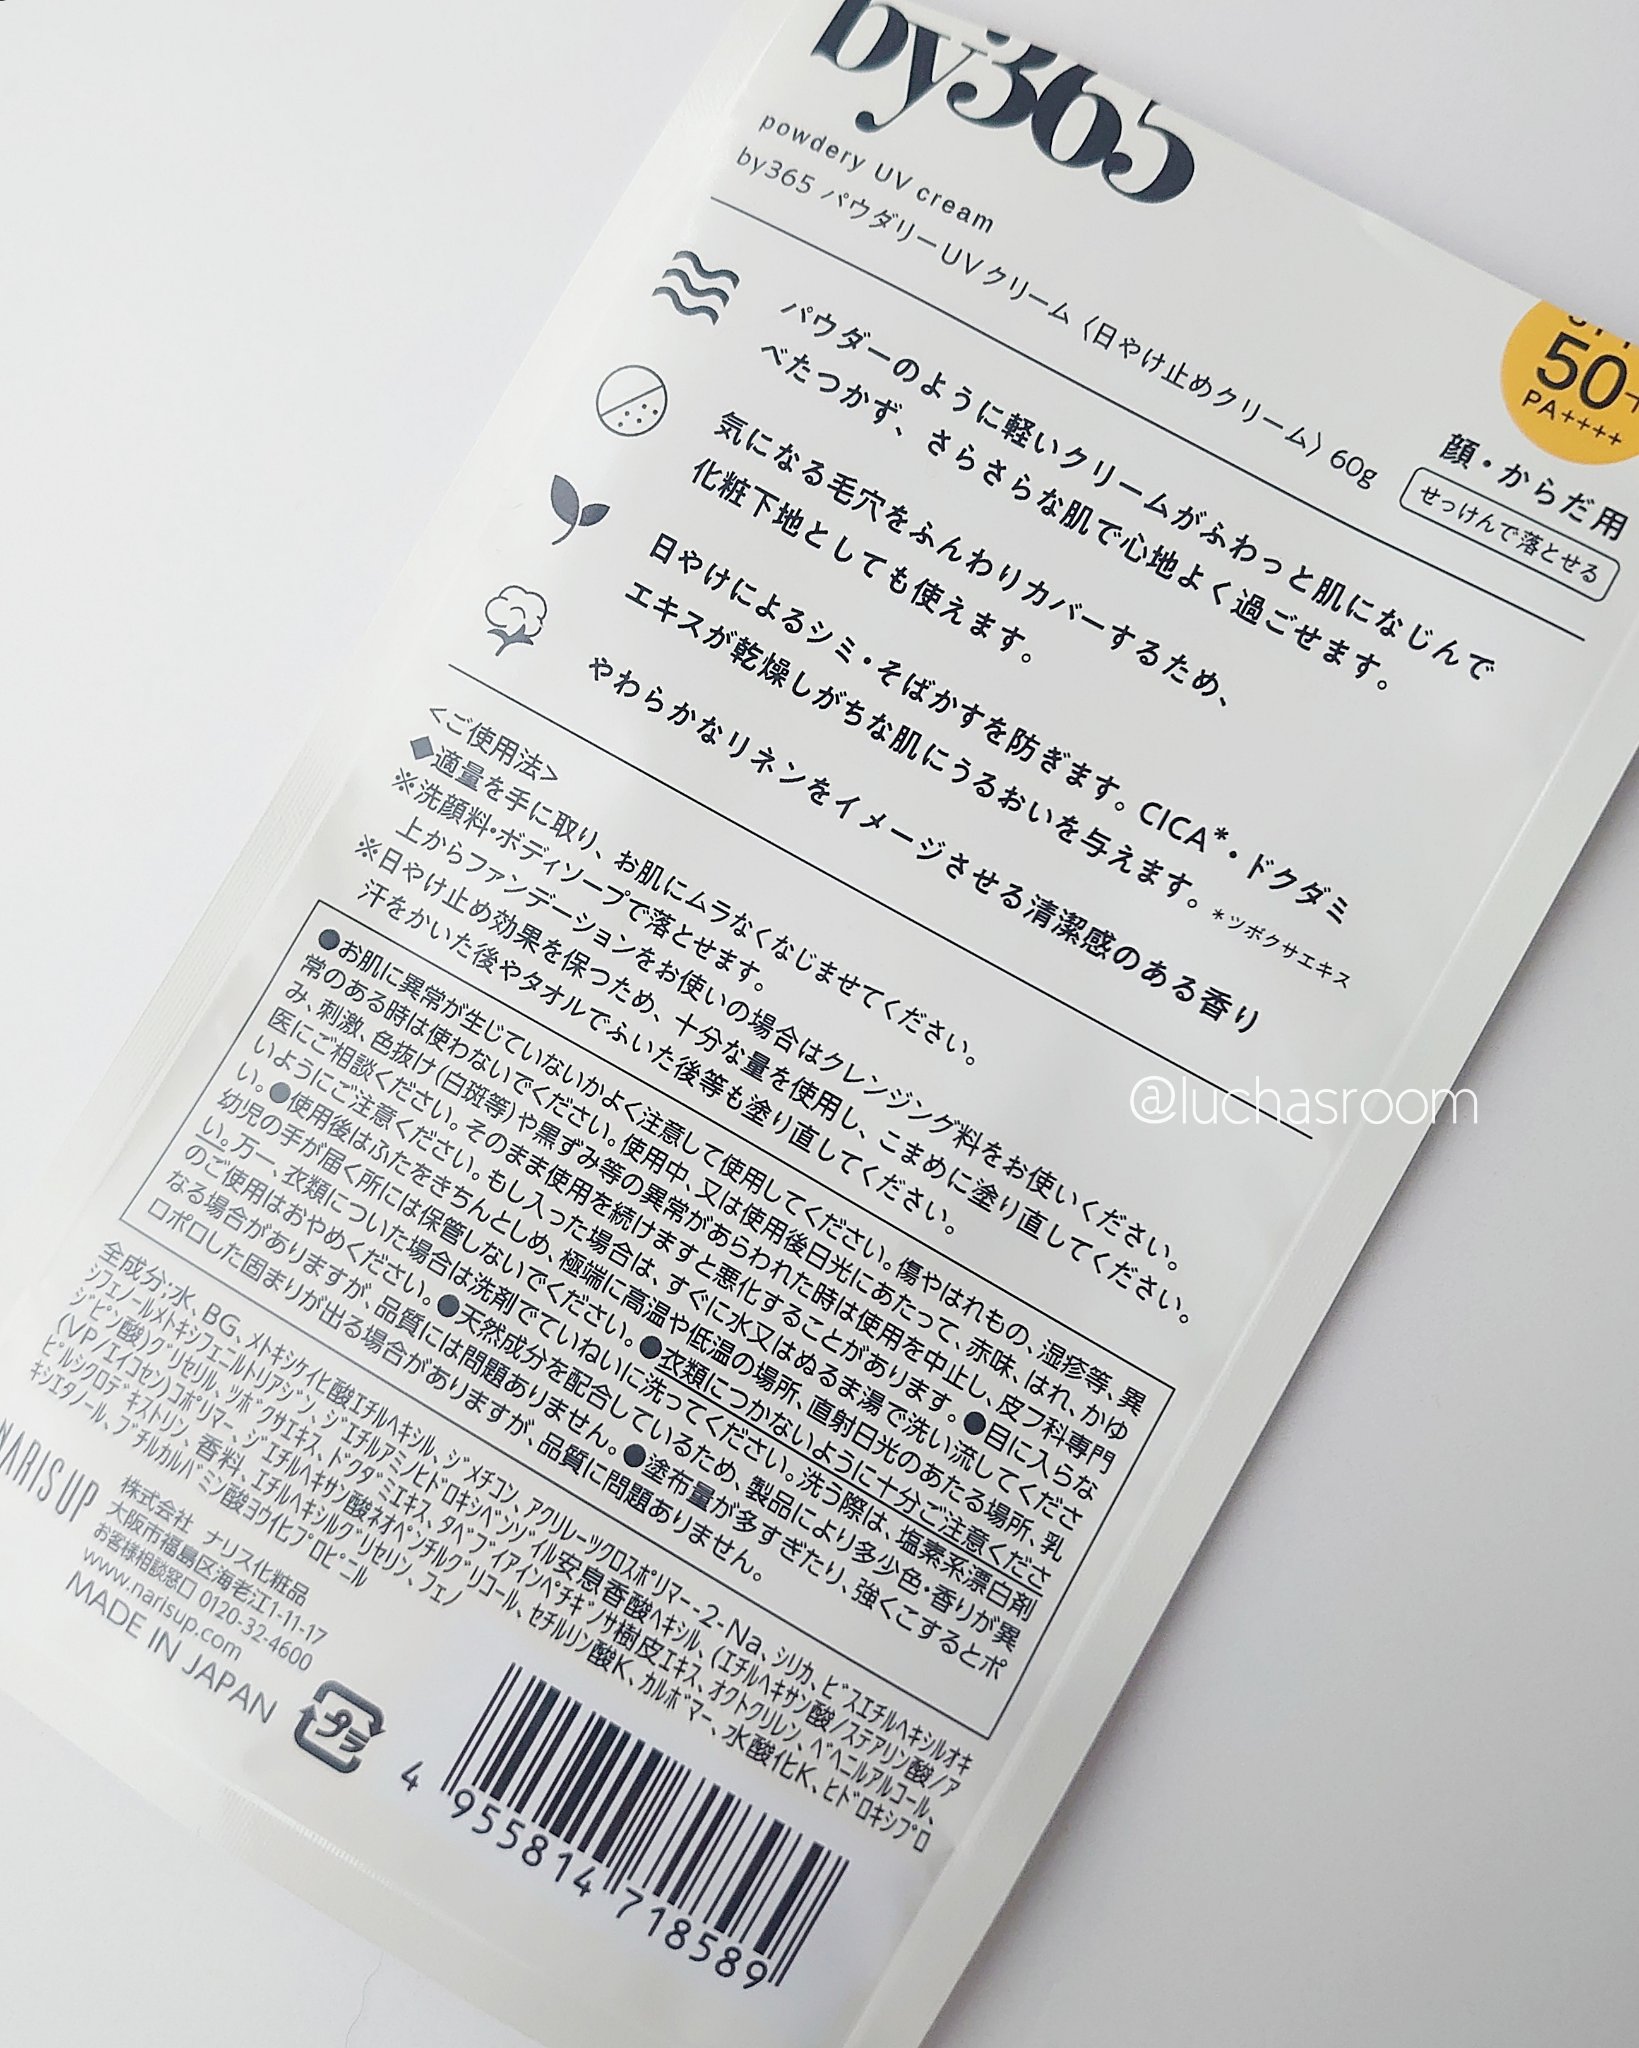 by365
powdery UV cream
by365 パウダリーUVクリーム〈日やけ止めクリーム〉60g
50+
PA++++
顔・からだ用
せっけんで落とせる
パウダーのように軽いクリームがふわっと肌になじんで
べたつかず、さらさらな肌で心地よく過ごせます。
気になる毛穴をふんわりカバーするため、
化粧下地としても使えます。
日やけによるシミ・そばかすを防ぎます。CICA*・ドクダミ
エキスが乾燥しがちな肌にうるおいを与えます。*ツボクサエキス
やわらかなリネンをイメージさせる清潔感のある香り
<ご使用法>
◆適量を手に取り、お肌にムラなくなじませてください。
※洗顔料・ボディソープで落とせます。
上からファンデーションをお使いの場合はクレンジング料をお使いください。
※日やけ止め効果を保つため、十分な量を使用し、こまめに塗り直してください。
汗をかいた後やタオルでふいた後等も塗り直してください。
●お肌に異常が生じていないかよく注意して使用してください。傷やはれもの、湿疹等、異
常のある時は使わないでください。使用中、又は使用後日光にあたって、赤味、はれ、かゆ
み、刺激、色抜け(白斑等)や黒ずみ等の異常があらわれた時は使用を中止し、皮フ科専門
医にご相談ください。そのまま使用を続けますと悪化することがあります。●目に入らな
いようにご注意ください。もし入った場合は、すぐに水又はぬるま湯で洗い流してくださ
い。●使用後はふたをきちんとしめ、極端に高温や低温の場所、直射日光のあたる場所、乳
幼児の手が届く所には保管しないでください。●衣類につかないように十分ご注意くださ
い。万一、衣類についた場合は洗剤でていねいに洗ってください。洗う際は、塩素系漂白剤
のご使用はおやめください。●天然成分を配合しているため、製品により多少色・香りが異
なる場合がありますが、品質には問題ありません。●塗布量が多すぎたり、強くこするとポ
ロポロした固まりが出る場合がありますが、品質に問題ありません。
全成分:水、BG、メトキシケイヒ酸エチルヘキシル、ジメチコン、アクリレーツクロスポリマー-2-Na、シリカ、ビスエチルヘキシルオキ
シフェノールメトキシフェニルトリアジン、ジエチルアミノヒドロキシベンゾイル安息香酸ヘキシル、(エチルヘキサン酸/ステアリン酸/ア
ジピン酸)グリセリル、ツボクサエキス、ドクダミエキス、タベブイアインペチギノサ樹皮エキス、オクトクリレン、ベヘニルアルコール、
(VP/エイコセン)コポリマー、ジエチルヘキサン酸ネオペンチルグリコール、セチルリン酸K、カルボマー、水酸化K、ヒドロキシプロ
ピルシクロデキストリン、香料、エチルヘキシルグリセリン、フェノ
キシエタノール、ブチルカルバミン酸ヨウ化プロピニル
NARIS UP
株式会社 ナリス化粧品
大阪市福島区海老江1-11-17
お客様相談窓口 0120-32-4600
www.narisup.com
MADE IN JAPAN
プラ
4 955814 718589
@luchasroom